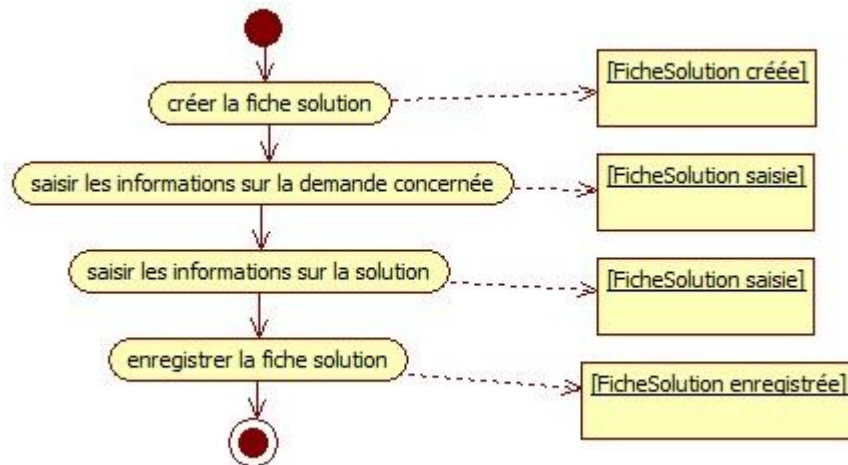 créer la fiche solution
[FicheSolution créée]
saisir les informations sur la demande concernée
[FicheSolution saisie]
saisir les informations sur la solution
[FicheSolution saisie]
enregistrer la fiche solution
[FicheSolution enregistrée]